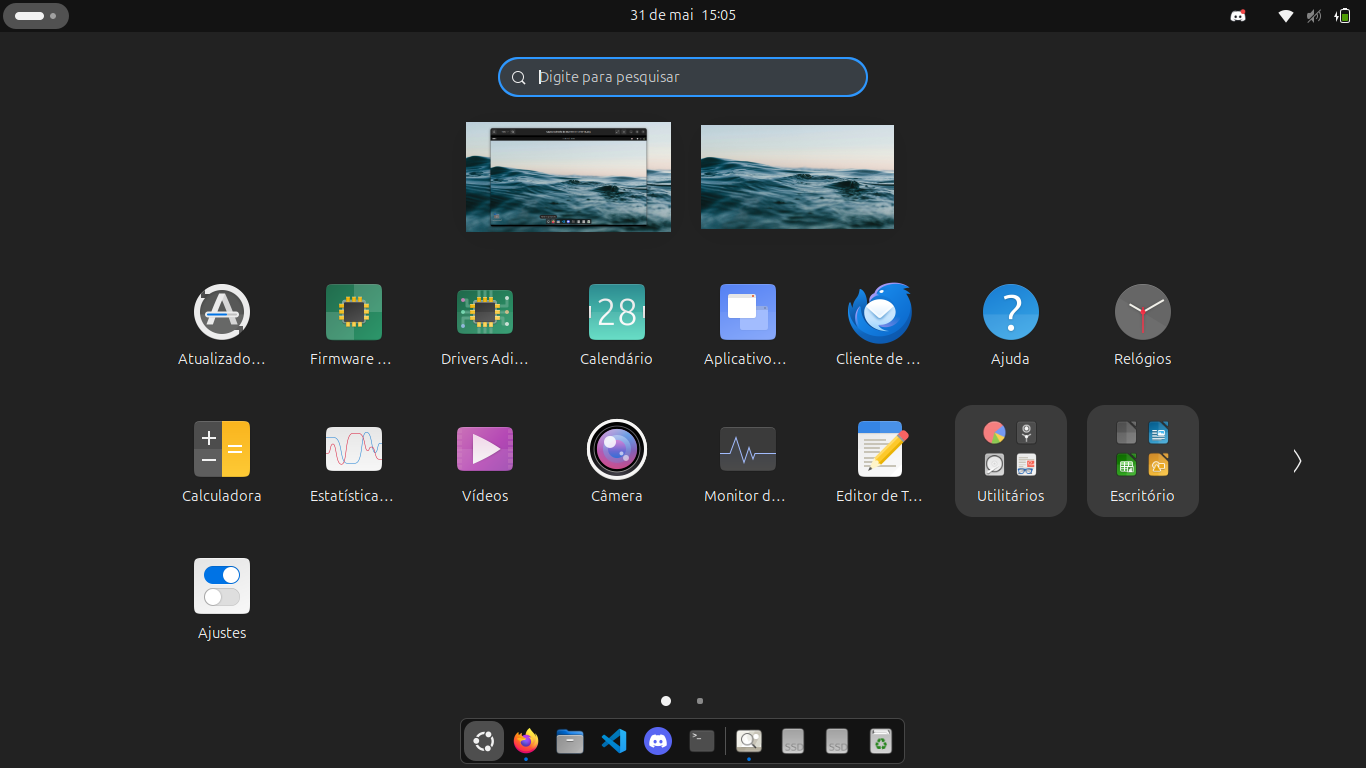 31 de mai 15:05
Digite para pesquisar
28
Atualizado…
Firmware …
Drivers Adi…
Calendário
Aplicativo…
Cliente de …
Ajuda
Relógios
Calculadora
Estatística…
Vídeos
Câmera
Monitor d…
Editor de T…
Utilitários
Escritório
Ajustes
SSD
SSD